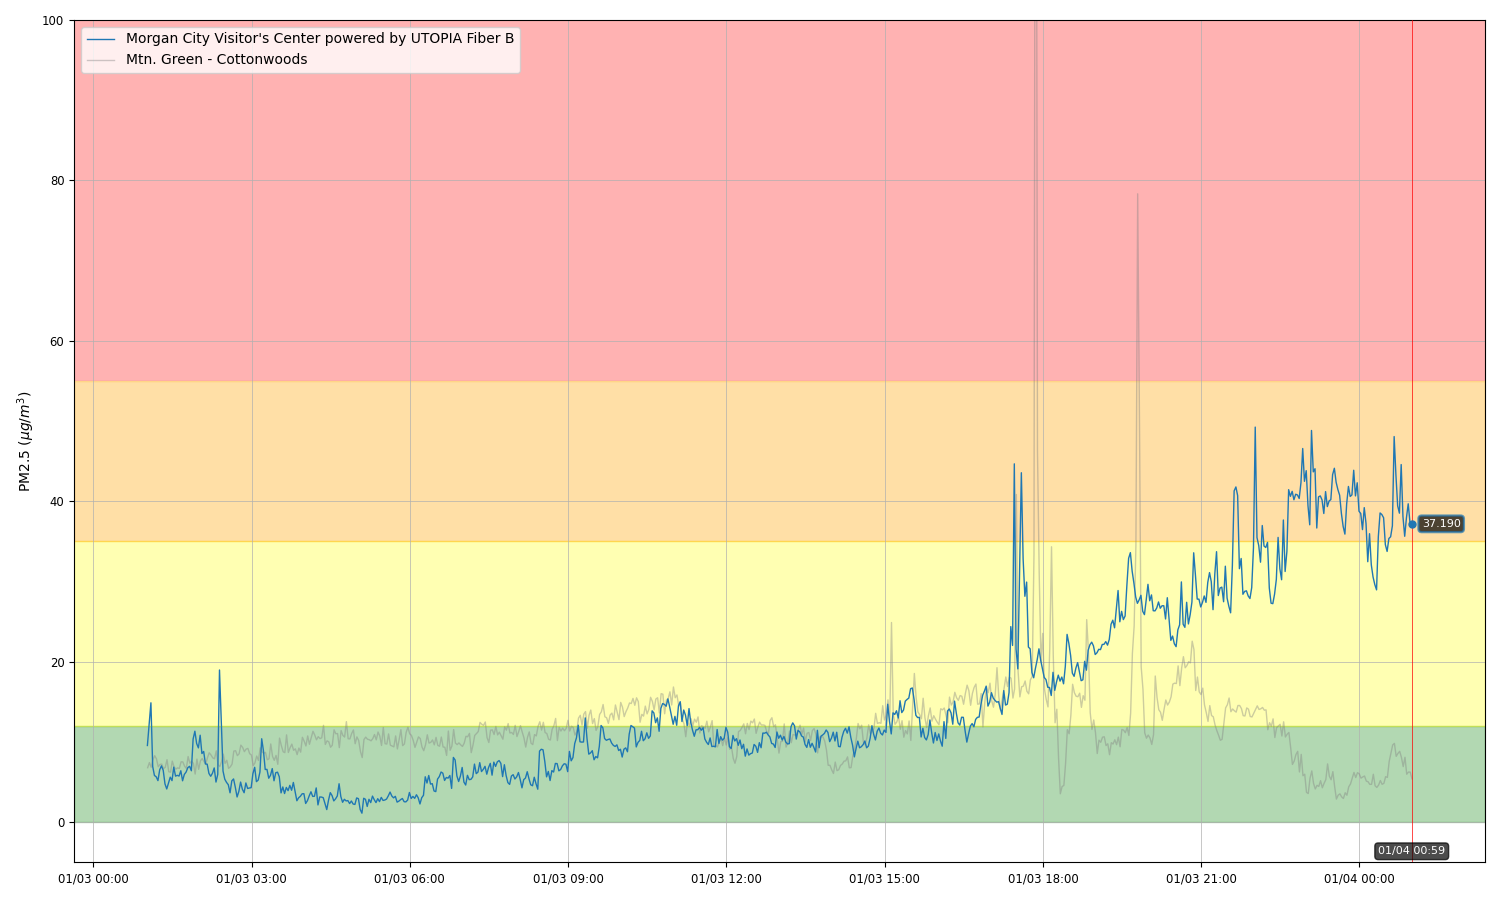 100
Morgan City Visitor's Center powered by UTOPIA Fiber B
Mtn. Green - Cottonwoods
80
60
PM2.5 (μg/m³)
40
37.190
20
0
01/04 00:59
01/03 00:00 01/03 03:00 01/03 06:00 01/03 09:00 01/03 12:00 01/03 15:00 01/03 18:00 01/03 21:00 01/04 00:00